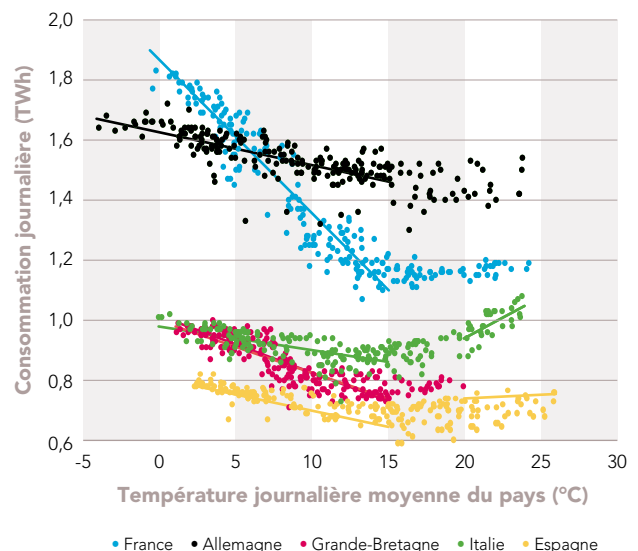 Consommation journalière (TWh)
2,0
1,8
1,6
1,4
1,2
1,0
0,8
0,6
-5 0 5 10 15 20 25 30
Température journalière moyenne du pays (°C)
• France • Allemagne • Grande-Bretagne • Italie • Espagne